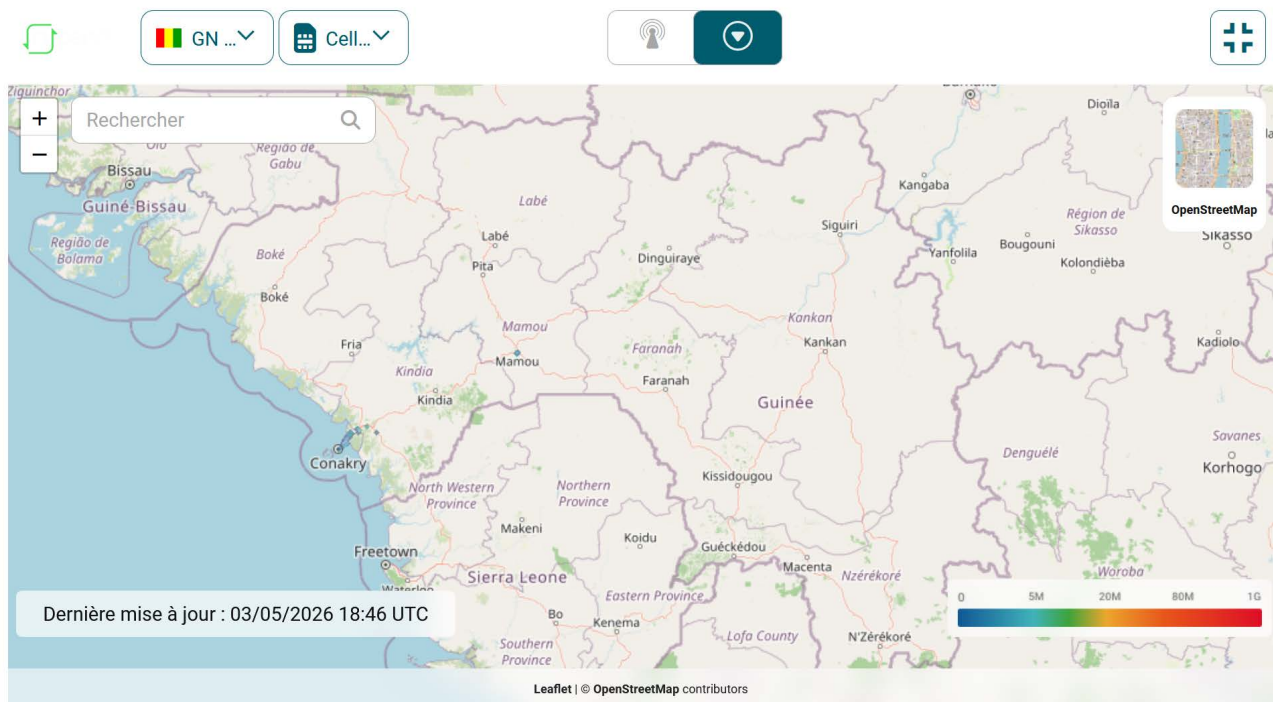 GN ...
Cell...
Ziguinchor
+
Rechercher
Dioïla
−
Região de
Gabu
Bissau
Guiné-Bissau
Kangaba
OpenStreetMap
Labé
Região de
Bolama
Boké
Labé
Pita
Siguiri
Dinguiraye
Yanfolila
Bougouni
Région de
Sikasso
Sikasso
Kolondièba
Boké
Mamou
Kankan
Fria
Mamou
Faranah
Kankan
Kadiolo
Kindia
Kindia
Faranah
Guinée
Savanes
Conakry
Denguélé
Korhogo
North Western
Province
Northern
Province
Kissidougou
Makeni
Koidu
Guéckédou
Freetown
Macenta
Nzérékoré
Woroba
Sierra Leone
Waterloo
Eastern Province
0 5M 20M 80M 1G
Dernière mise à jour : 03/05/2026 18:46 UTC
Bo
Kenema
Lofa County
N'Zérékoré
Southern
Province
Leaflet | © OpenStreetMap contributors